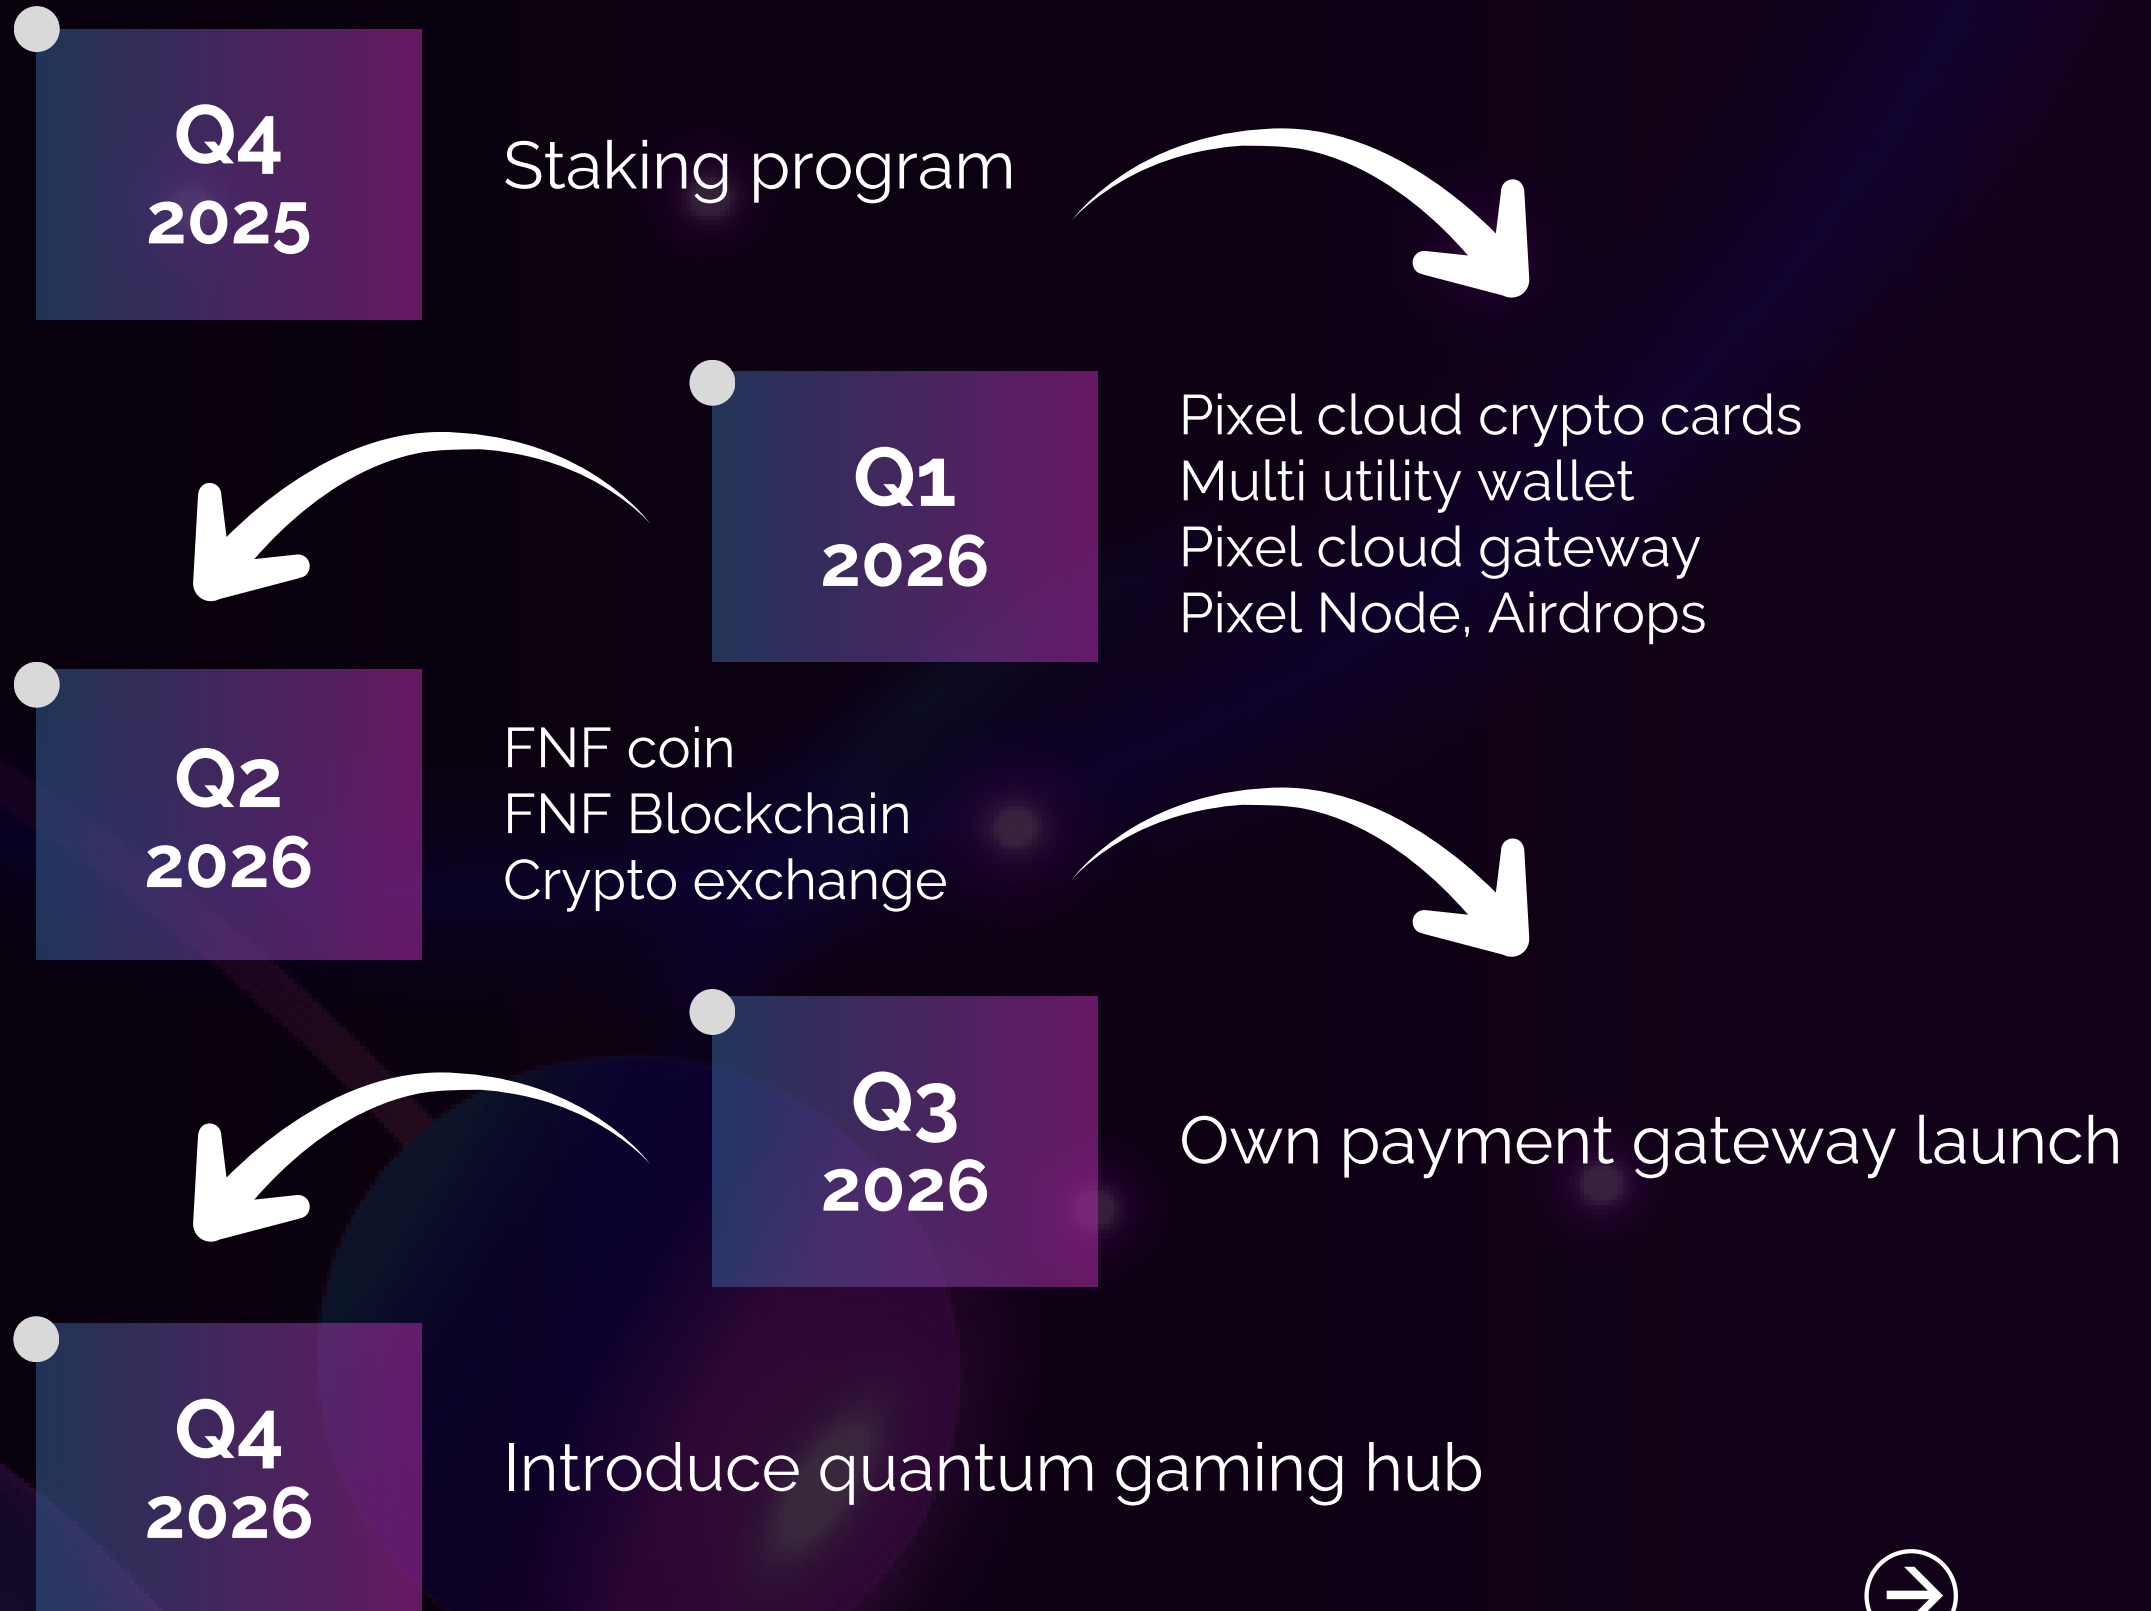 Q4
2025
Staking program
Q1
2026
Pixel cloud crypto cards
Multi utility wallet
Pixel cloud gateway
Pixel Node, Airdrops
Q2
2026
FNF coin
FNF Blockchain
Crypto exchange
Q3
2026
Own payment gateway launch
Q4
2026
Introduce quantum gaming hub